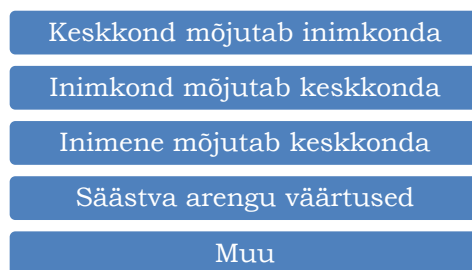 Keskkond mõjutab inimkonda
Inimkond mõjutab keskkonda
Inimene mõjutab keskkonda
Säästva arengu väärtused
Muu